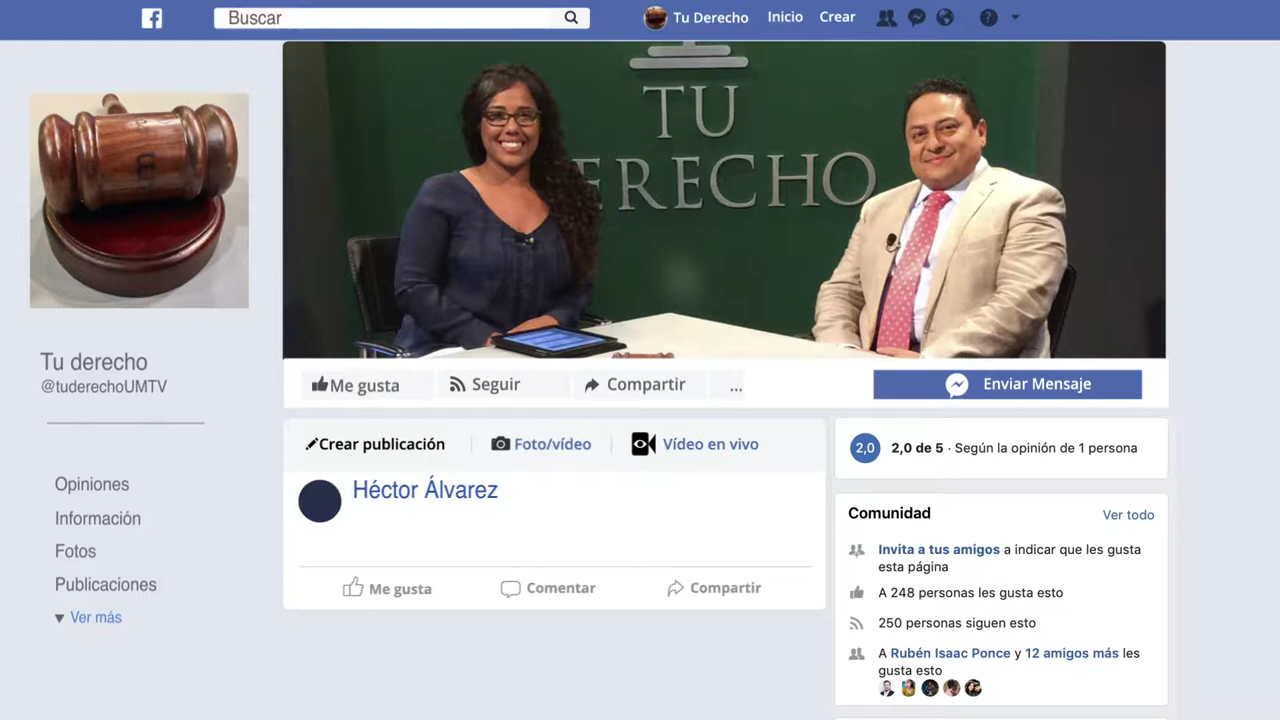 Buscar
Tu Derecho
Inicio
Crear
TU
DERECHO
Tu derecho
@tuderechoUMTV
Me gusta
Seguir
Compartir
...
Enviar Mensaje
Crear publicación
Foto/vídeo
Vídeo en vivo
2,0
2,0 de 5 · Según la opinión de 1 persona
Héctor Álvarez
Me gusta
Comentar
Compartir
Comunidad
Ver todo
Invita a tus amigos a indicar que les gusta
esta página
A 248 personas les gusta esto
250 personas siguen esto
A Rubén Isaac Ponce y 12 amigos más les
gusta esto
Opiniones
Información
Fotos
Publicaciones
Ver más